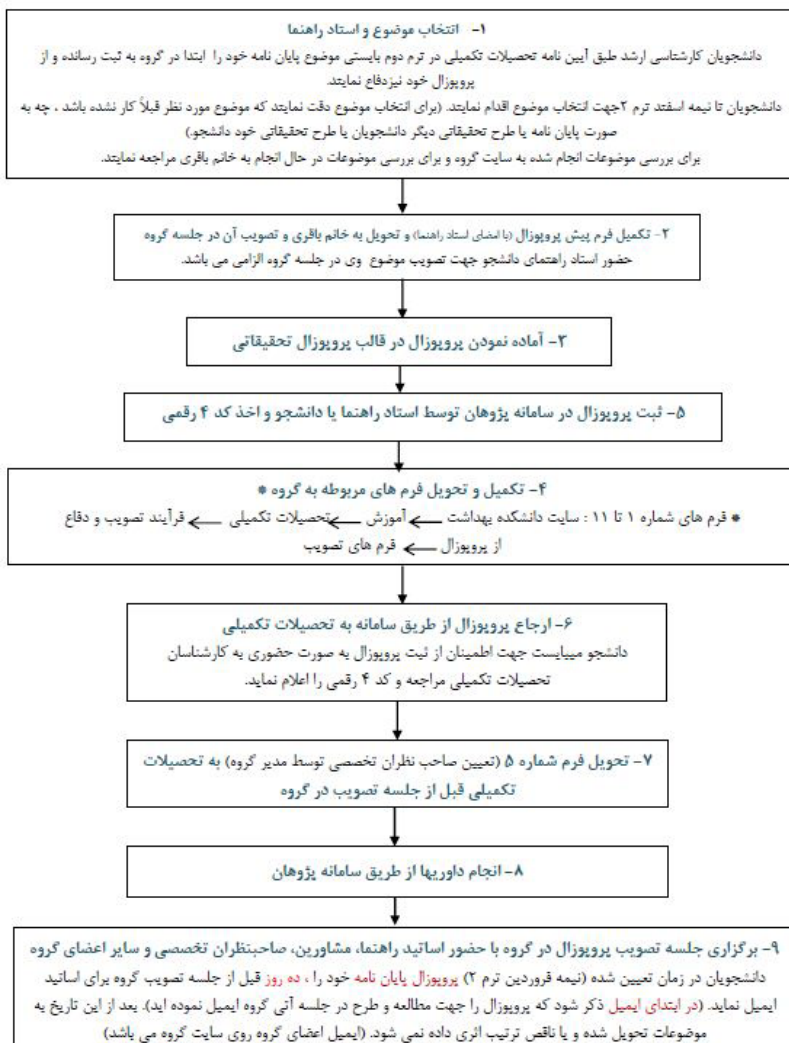 ۱- انتخاب موضوع و استاد راهنما
دانشجویان کارشناسی ارشد طبق آیین نامه تحصیلات تکمیلی در ترم دوم بایستی موضوع پایان نامه خود را ابتدا در گروه به ثبت رسانده و از
پروپوزال خود نیزدفاع نمایند.
دانشجویان تا نیمه اسفند ترم ۲جهت انتخاب موضوع اقدام نمایند. (برای انتخاب موضوع دقت نمایند که موضوع مورد نظر قبلاً کار نشده باشد ، چه به
صورت پایان نامه یا طرح تحقیقاتی دیگر دانشجویان یا طرح تحقیقاتی خود دانشجو.)
برای بررسی موضوعات انجام شده به سایت گروه و برای بررسی موضوعات در حال انجام به خانم باقری مراجعه نمایند.
۲- تکمیل فرم پیش پروپوزال (با امضای استاد راهنما) و تحویل به خانم باقری و تصویب آن در جلسه گروه
حضور استاد راهنمای دانشجو جهت تصویب موضوع وی در جلسه گروه الزامی می باشد.
۳- آماده نمودن پروپوزال در قالب پروپوزال تحقیقاتی
۵- ثبت پروپوزال در سامانه پژوهان توسط استاد راهنما یا دانشجو و اخذ کد ۴ رقمی
۴- تکمیل و تحویل فرم های مربوطه به گروه *
* فرم های شماره ۱ تا ۱۱ : سایت دانشکده بهداشت ← آموزش ← تحصیلات تکمیلی ← فرآیند تصویب و دفاع
از پروپوزال ← فرم های تصویب
۶- ارجاع پروپوزال از طریق سامانه به تحصیلات تکمیلی
دانشجو میبایست جهت اطمینان از ثبت پروپوزال به صورت حضوری به کارشناسان
تحصیلات تکمیلی مراجعه و کد ۴ رقمی را اعلام نماید.
۷- تحویل فرم شماره ۵ (تعیین صاحب نظران تخصصی توسط مدیر گروه) به تحصیلات
تکمیلی قبل از جلسه تصویب در گروه
۸- انجام داوریها از طریق سامانه پژوهان
۹- برگزاری جلسه تصویب پروپوزال در گروه با حضور اساتید راهنما، مشاورین، صاحبنظران تخصصی و سایر اعضای گروه
دانشجویان در زمان تعیین شده (نیمه فروردین ترم ۲) پروپوزال پایان نامه خود را ، ده روز قبل از جلسه تصویب گروه برای اساتید
ایمیل نماید. (در ابتدای ایمیل ذکر شود که پروپوزال را جهت مطالعه و طرح در جلسه آتی گروه ایمیل نموده اید). بعد از این تاریخ به
موضوعات تحویل شده و یا ناقص ترتیب اثری داده نمی شود. (ایمیل اعضای گروه روی سایت گروه می باشد)